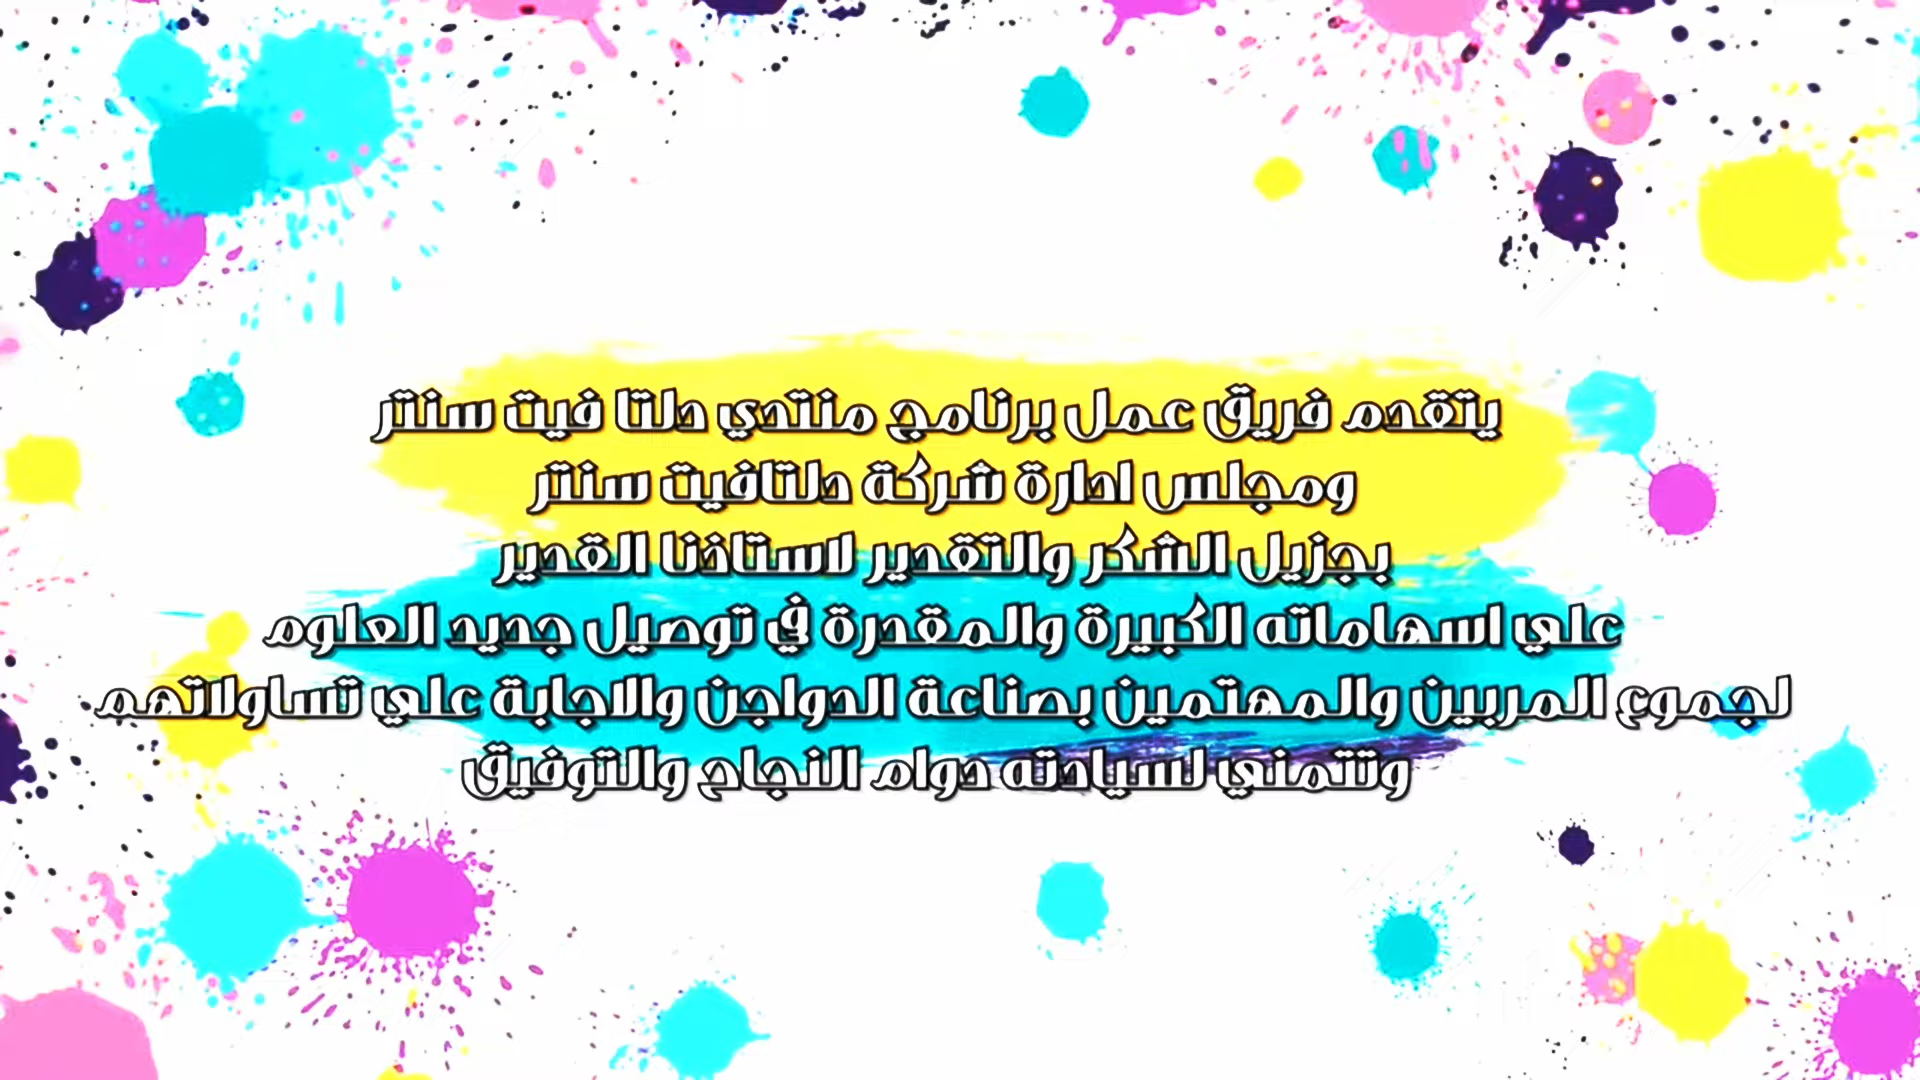 يتقدم فريق عمل برنامج منتدي دلتا فيت سنتر
ومجلس ادارة شركة دلتافيت سنتر
بجزيل الشكر والتقدير لاستاذنا القدير
علي اسهاماته الكبيرة والمقدرة في توصيل جديد العلوم
لجموع المربين والمهتمين بصناعة الدواجن والاجابة علي تساولاتهم
وتتمني لسيادته دوام النجاح والتوفيق